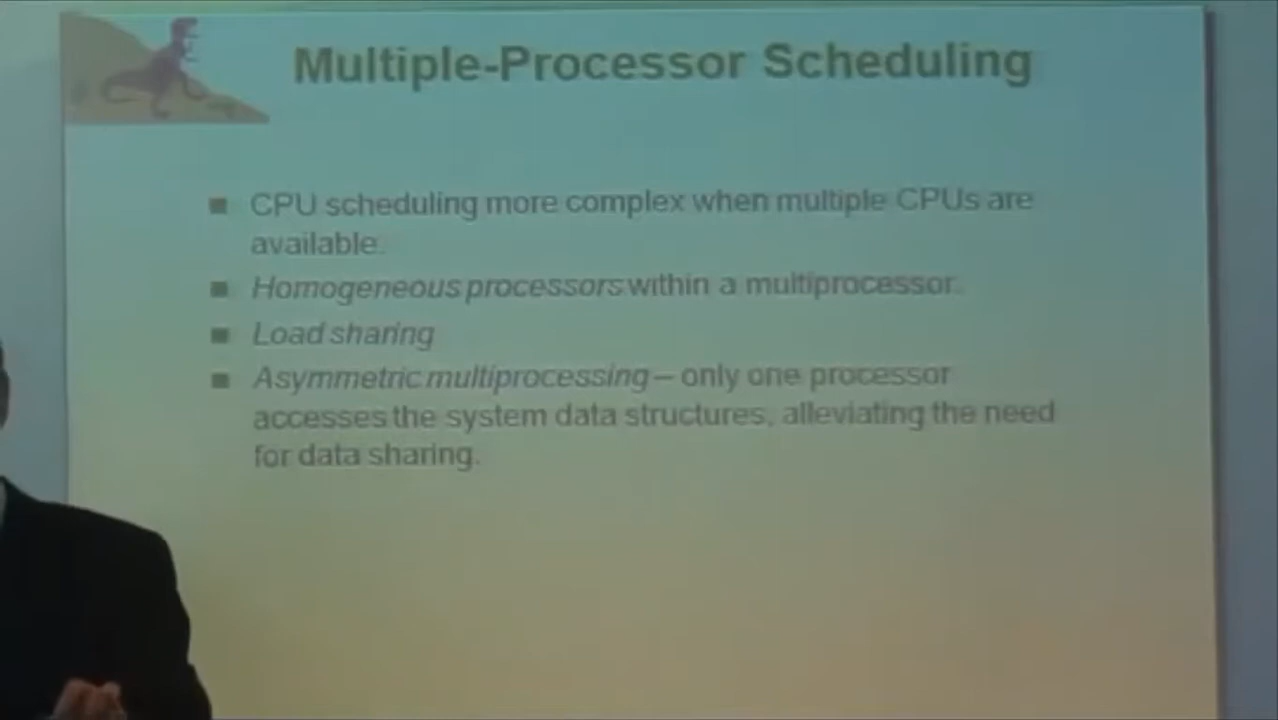 Multiple-Processor Scheduling
CPU scheduling more complex when multiple CPUs are
available.
Homogeneous processors within a multiprocessor.
Load sharing
Asymmetric multiprocessing – only one processor
accesses the system data structures, alleviating the need
for data sharing.